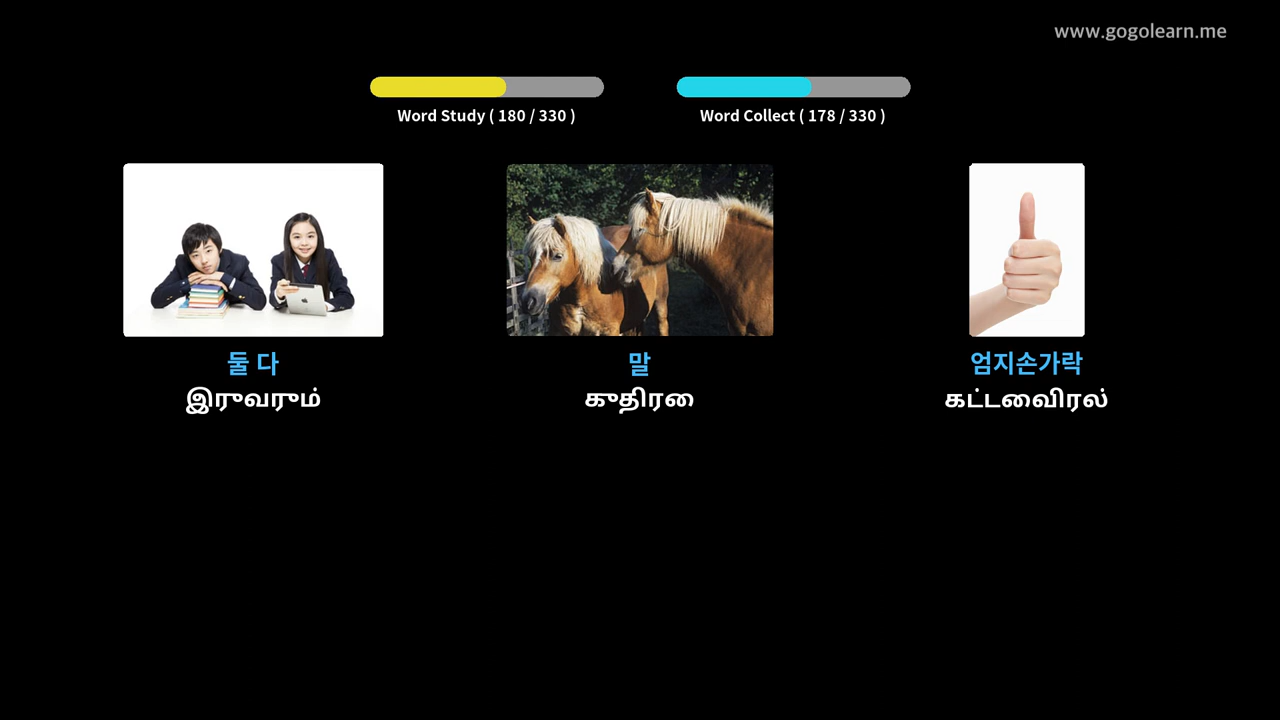 www.gogolearn.me
Word Study ( 180 / 330 )
Word Collect ( 178 / 330 )
둘 다
말
엄지손가락
இருவரும்
குதிரை
கட்டைவிரல்